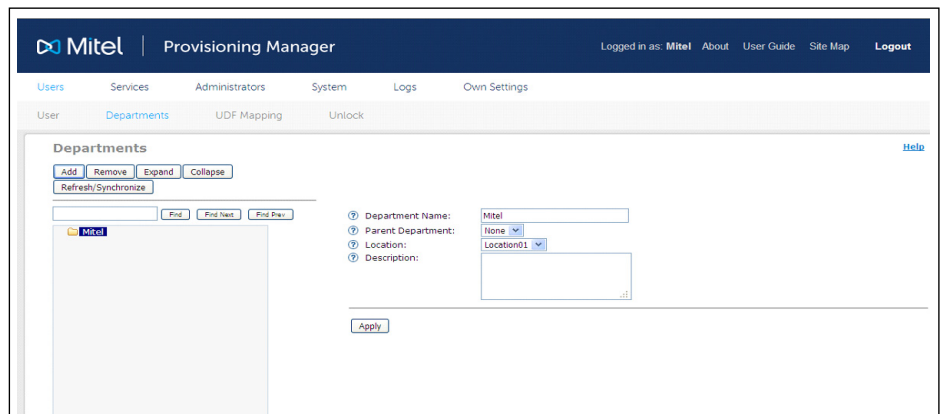 Mitel | Provisioning Manager
Logged in as: Mitel About User Guide Site Map Logout
Users Services Administrators System Logs Own Settings
User Departments UDF Mapping Unlock
Departments
Help
Add Remove Expand Collapse
Refresh/Synchronize
Find Find Next Find Prev
Mitel
Department Name: Mitel
Parent Department: None
Location: Location01
Description:
Apply